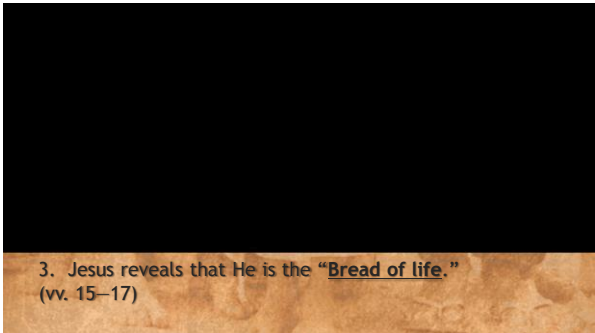 3. Jesus reveals that He is the “Bread of life.”
(vv. 15—17)